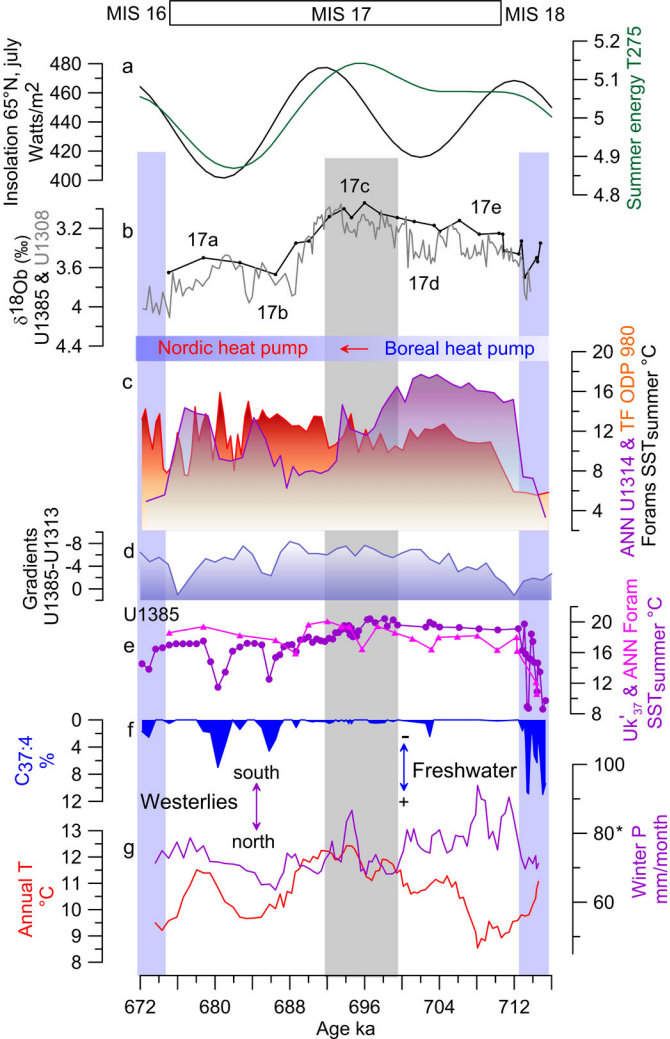 MIS 16 MIS 17 MIS 18
a
Insolation 65°N, july
Watts/m2
480
460
440
420
400
5.2
5.1
5
4.9
4.8
Summer energy T275
b
δ18Ob (‰)
U1385 & U1308
3.2
3.6
4
4.4
17a
17b
17c
17d
17e
Nordic heat pump ← Boreal heat pump
c
20
16
12
8
4
ANN U1314 & TF ODP 980
Forams SSTsummer °C
d
Gradients
U1385-U1313
-8
-4
0
U1385
e
20
16
12
8
Uk'37 & ANN Foram
SSTsummer °C
f
C37:4
%
0
4
8
12
south
Westerlies
north
-
Freshwater
+
g
Annual T
°C
13
12
11
10
9
8
100
80*
60
Winter P
mm/month
672 680 688 696 704 712
Age ka